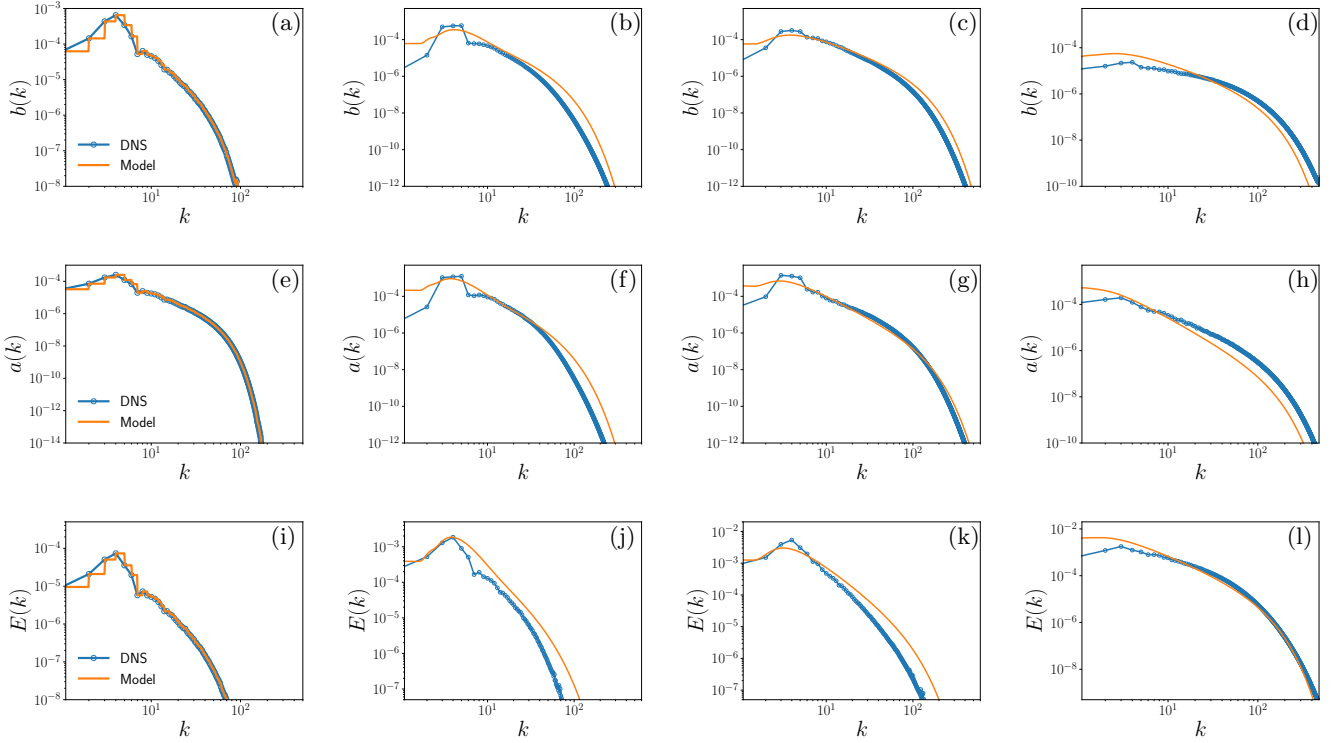 (a)
b(k)
10^{-3}
10^{-4}
10^{-5}
10^{-6}
10^{-7}
10^{-8}
DNS
Model
10^1
10^2
k
(b)
b(k)
10^{-4}
10^{-6}
10^{-8}
10^{-10}
10^{-12}
10^1
10^2
k
(c)
b(k)
10^{-4}
10^{-6}
10^{-8}
10^{-10}
10^{-12}
10^1
10^2
k
(d)
b(k)
10^{-4}
10^{-6}
10^{-8}
10^{-10}
10^1
10^2
k
(e)
a(k)
10^{-4}
10^{-6}
10^{-8}
10^{-10}
10^{-12}
10^{-14}
DNS
Model
10^1
10^2
k
(f)
a(k)
10^{-4}
10^{-6}
10^{-8}
10^{-10}
10^{-12}
10^1
10^2
k
(g)
a(k)
10^{-4}
10^{-6}
10^{-8}
10^{-10}
10^{-12}
10^1
10^2
k
(h)
a(k)
10^{-4}
10^{-6}
10^{-8}
10^{-10}
10^1
10^2
k
(i)
E(k)
10^{-4}
10^{-5}
10^{-6}
10^{-7}
10^{-8}
DNS
Model
10^1
10^2
k
(j)
E(k)
10^{-3}
10^{-4}
10^{-5}
10^{-6}
10^{-7}
10^1
10^2
k
(k)
E(k)
10^{-2}
10^{-3}
10^{-4}
10^{-5}
10^{-6}
10^{-7}
10^1
10^2
k
(l)
E(k)
10^{-2}
10^{-4}
10^{-6}
10^{-8}
10^1
10^2
k